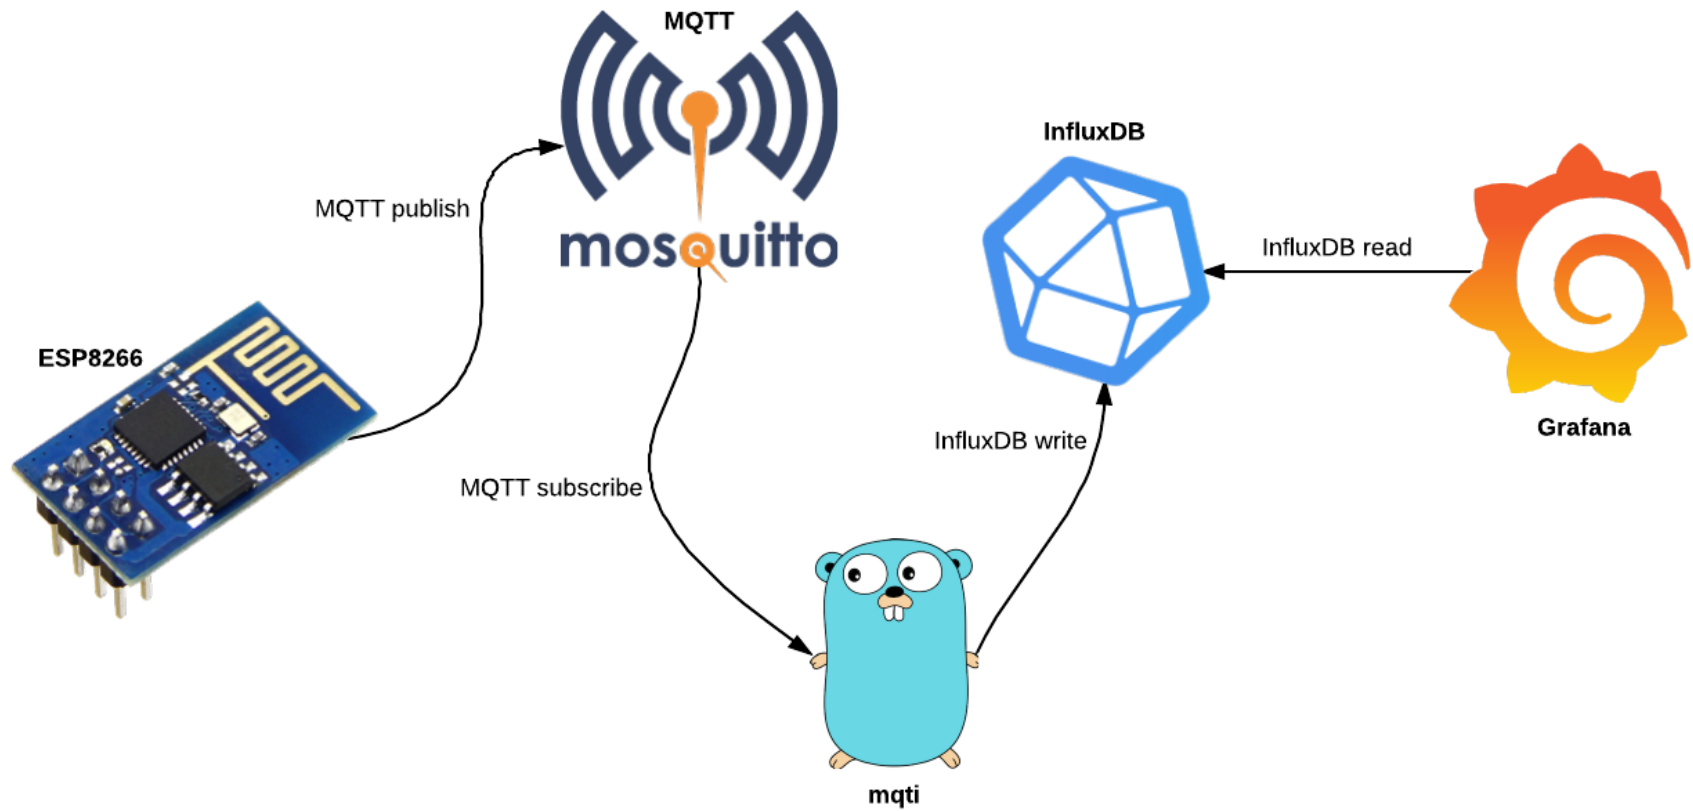 MQTT
mosquitto
InfluxDB
MQTT publish
InfluxDB read
ESP8266
Grafana
InfluxDB write
MQTT subscribe
mqti